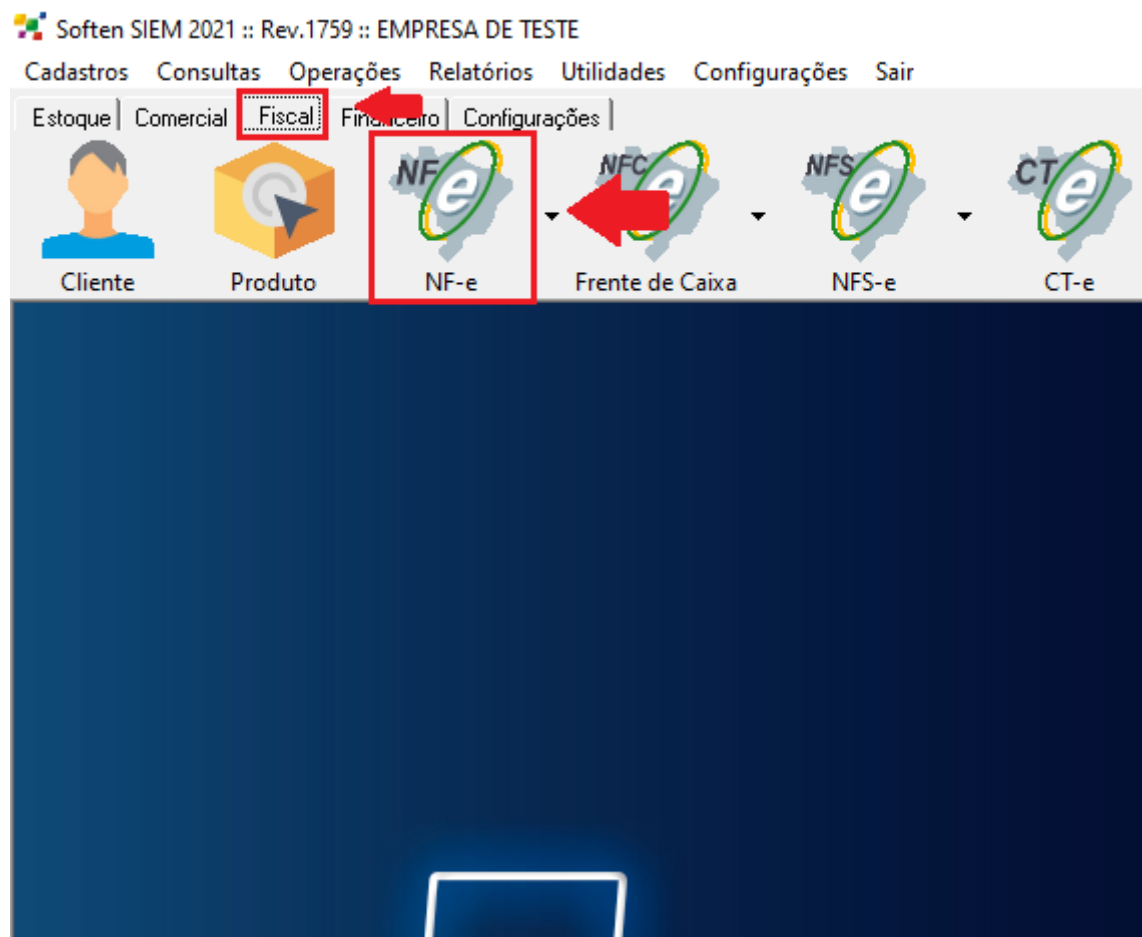 Soften SIEM 2021 :: Rev.1759 :: EMPRESA DE TESTE
Cadastros Consultas Operações Relatórios Utilidades Configurações Sair
Estoque Comercial Fiscal Financeiro Configurações
NF e NFC e NFS e CT e
Cliente Produto NF-e Frente de Caixa NFS-e CT-e